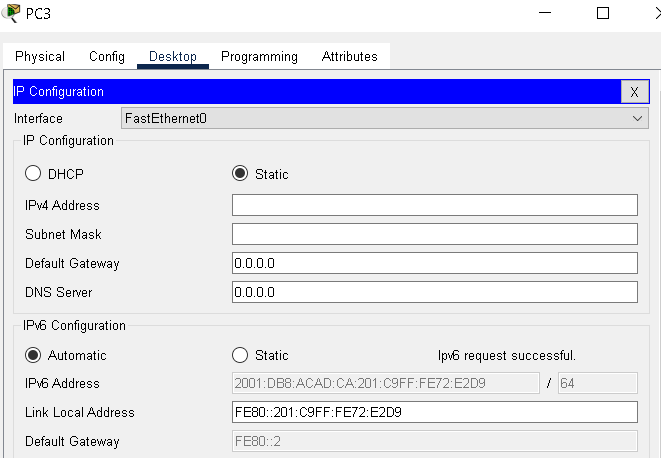 PC3
Physical Config Desktop Programming Attributes
IP Configuration X
Interface FastEthernet0
IP Configuration
DHCP Static
IPv4 Address
Subnet Mask
Default Gateway 0.0.0.0
DNS Server 0.0.0.0
IPv6 Configuration
Automatic Static Ipv6 request successful.
IPv6 Address 2001:DB8:ACAD:CA:201:C9FF:FE72:E2D9 / 64
Link Local Address FE80::201:C9FF:FE72:E2D9
Default Gateway FE80::2